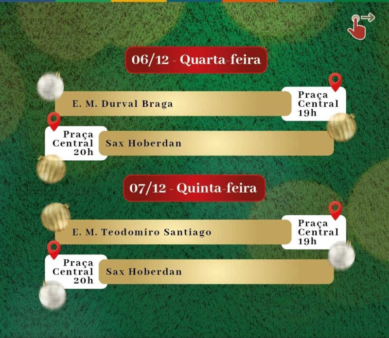 06/12 - Quarta-feira
E. M. Durval Braga
Praça
Central
19h
Praça
Central
20h
Sax Hoberdan
07/12 - Quinta-feira
E. M. Teodomiro Santiago
Praça
Central
19h
Praça
Central
20h
Sax Hoberdan